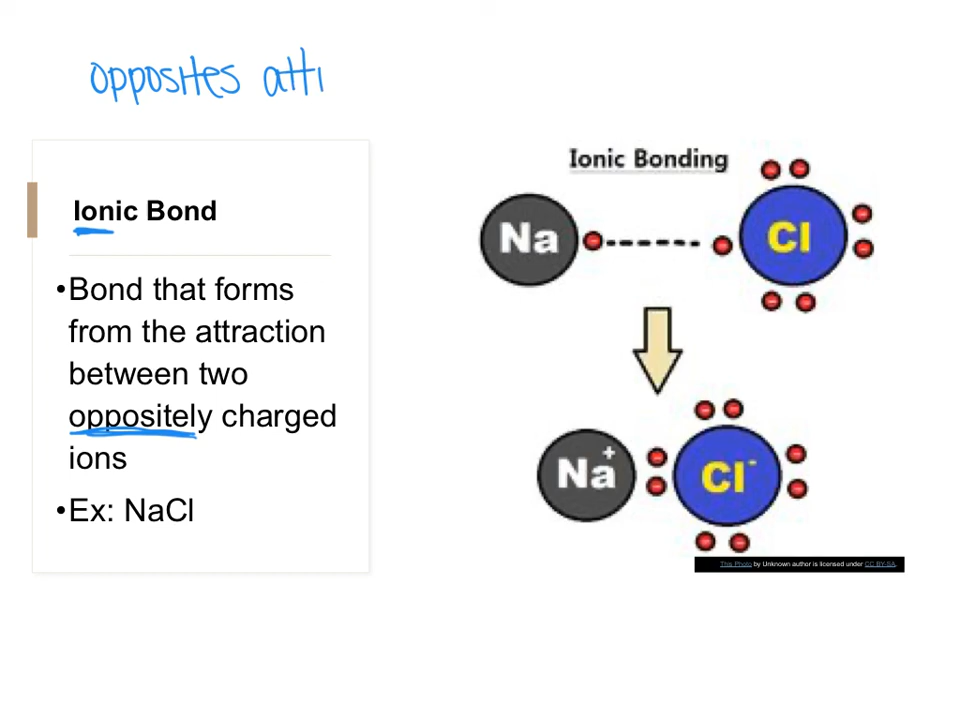 opposites att
Ionic Bond
•Bond that forms
from the attraction
between two
oppositely charged
ions
•Ex: NaCl
Ionic Bonding
Na
Cl
Na+
Cl-
This Photo by Unknown author is licensed under CC BY-SA.